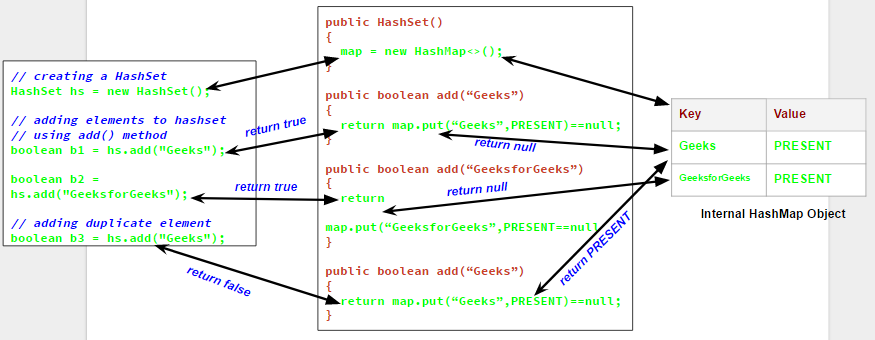 // creating a HashSet
HashSet hs = new HashSet();
// adding elements to hashset
// using add() method
boolean b1 = hs.add("Geeks");
boolean b2 =
hs.add("GeeksforGeeks");
// adding duplicate element
boolean b3 = hs.add("Geeks");
return true
return true
return false
public HashSet()
{
map = new HashMap<>();
}
public boolean add(“Geeks”)
{
return map.put(“Geeks”,PRESENT)==null;
}
public boolean add(“GeeksforGeeks”)
{
return
map.put(“GeeksforGeeks”,PRESENT==null
}
public boolean add(“Geeks”)
{
return map.put(“Geeks”,PRESENT)==null;
}
return null
return null
return PRESENT
Key Value
Geeks PRESENT
GeeksforGeeks PRESENT
Internal HashMap Object